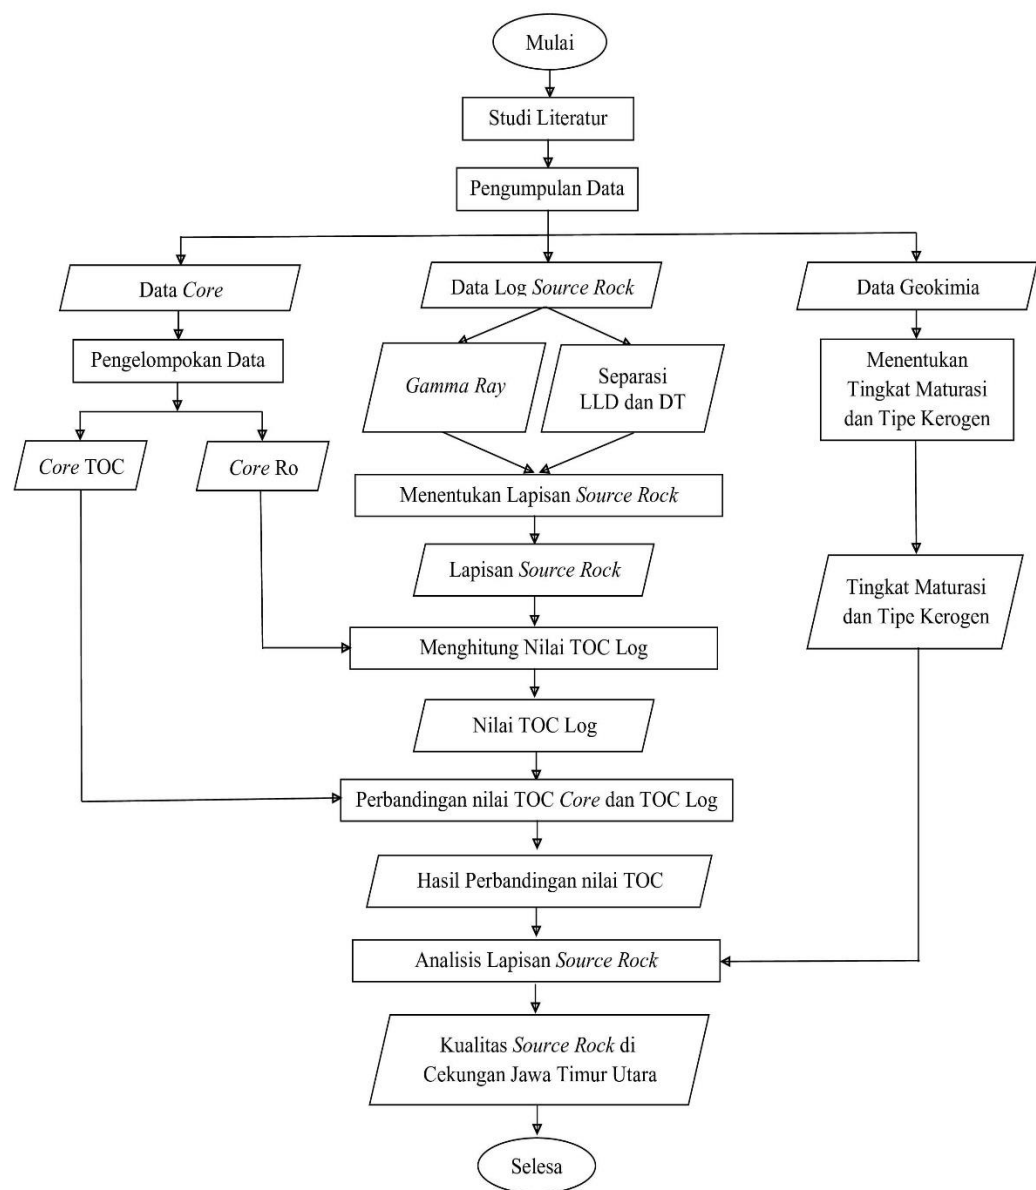 Mulai
Studi Literatur
Pengumpulan Data
Data Core
Data Log Source Rock
Data Geokimia
Pengelompokan Data
Gamma Ray
Separasi
LLD dan DT
Menentukan
Tingkat Maturasi
dan Tipe Kerogen
Core TOC
Core Ro
Menentukan Lapisan Source Rock
Lapisan Source Rock
Tingkat Maturasi
dan Tipe Kerogen
Menghitung Nilai TOC Log
Nilai TOC Log
Perbandingan nilai TOC Core dan TOC Log
Hasil Perbandingan nilai TOC
Analisis Lapisan Source Rock
Kualitas Source Rock di
Cekungan Jawa Timur Utara
Selesa